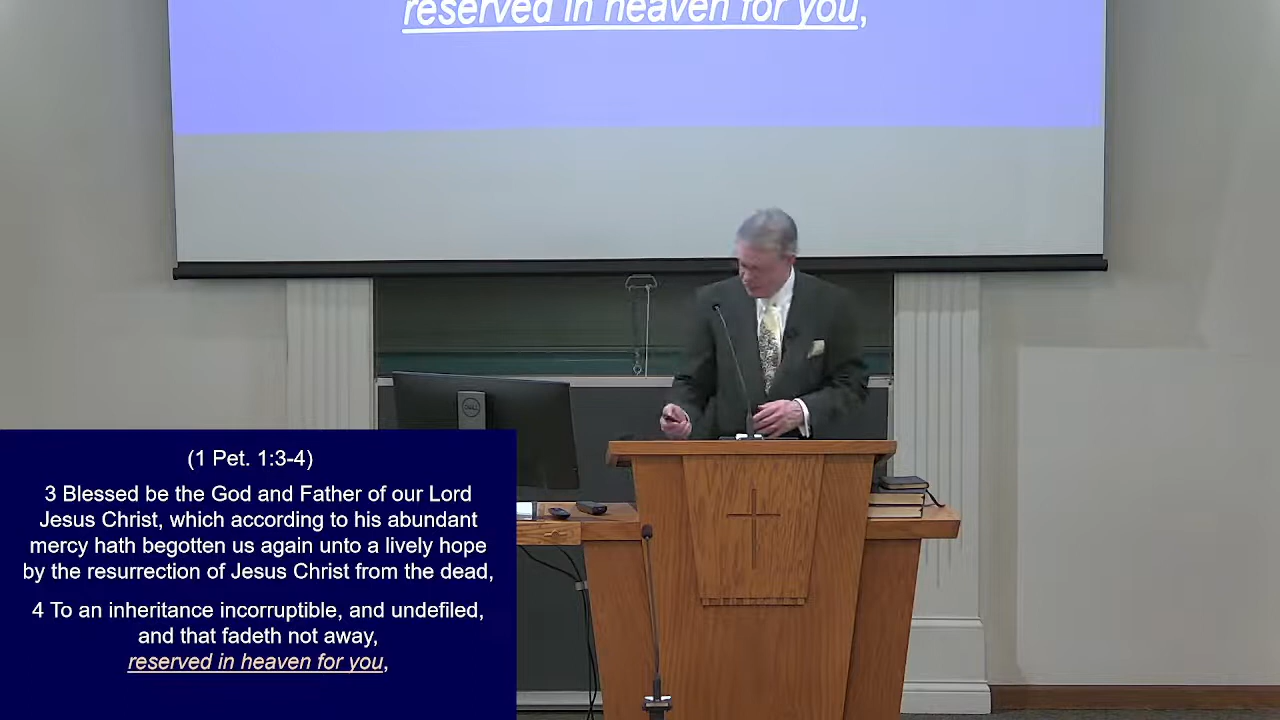 reserved in heaven for you,
DELL
(1 Pet. 1:3-4)
3 Blessed be the God and Father of our Lord
Jesus Christ, which according to his abundant
mercy hath begotten us again unto a lively hope
by the resurrection of Jesus Christ from the dead,
4 To an inheritance incorruptible, and undefiled,
and that fadeth not away,
reserved in heaven for you,